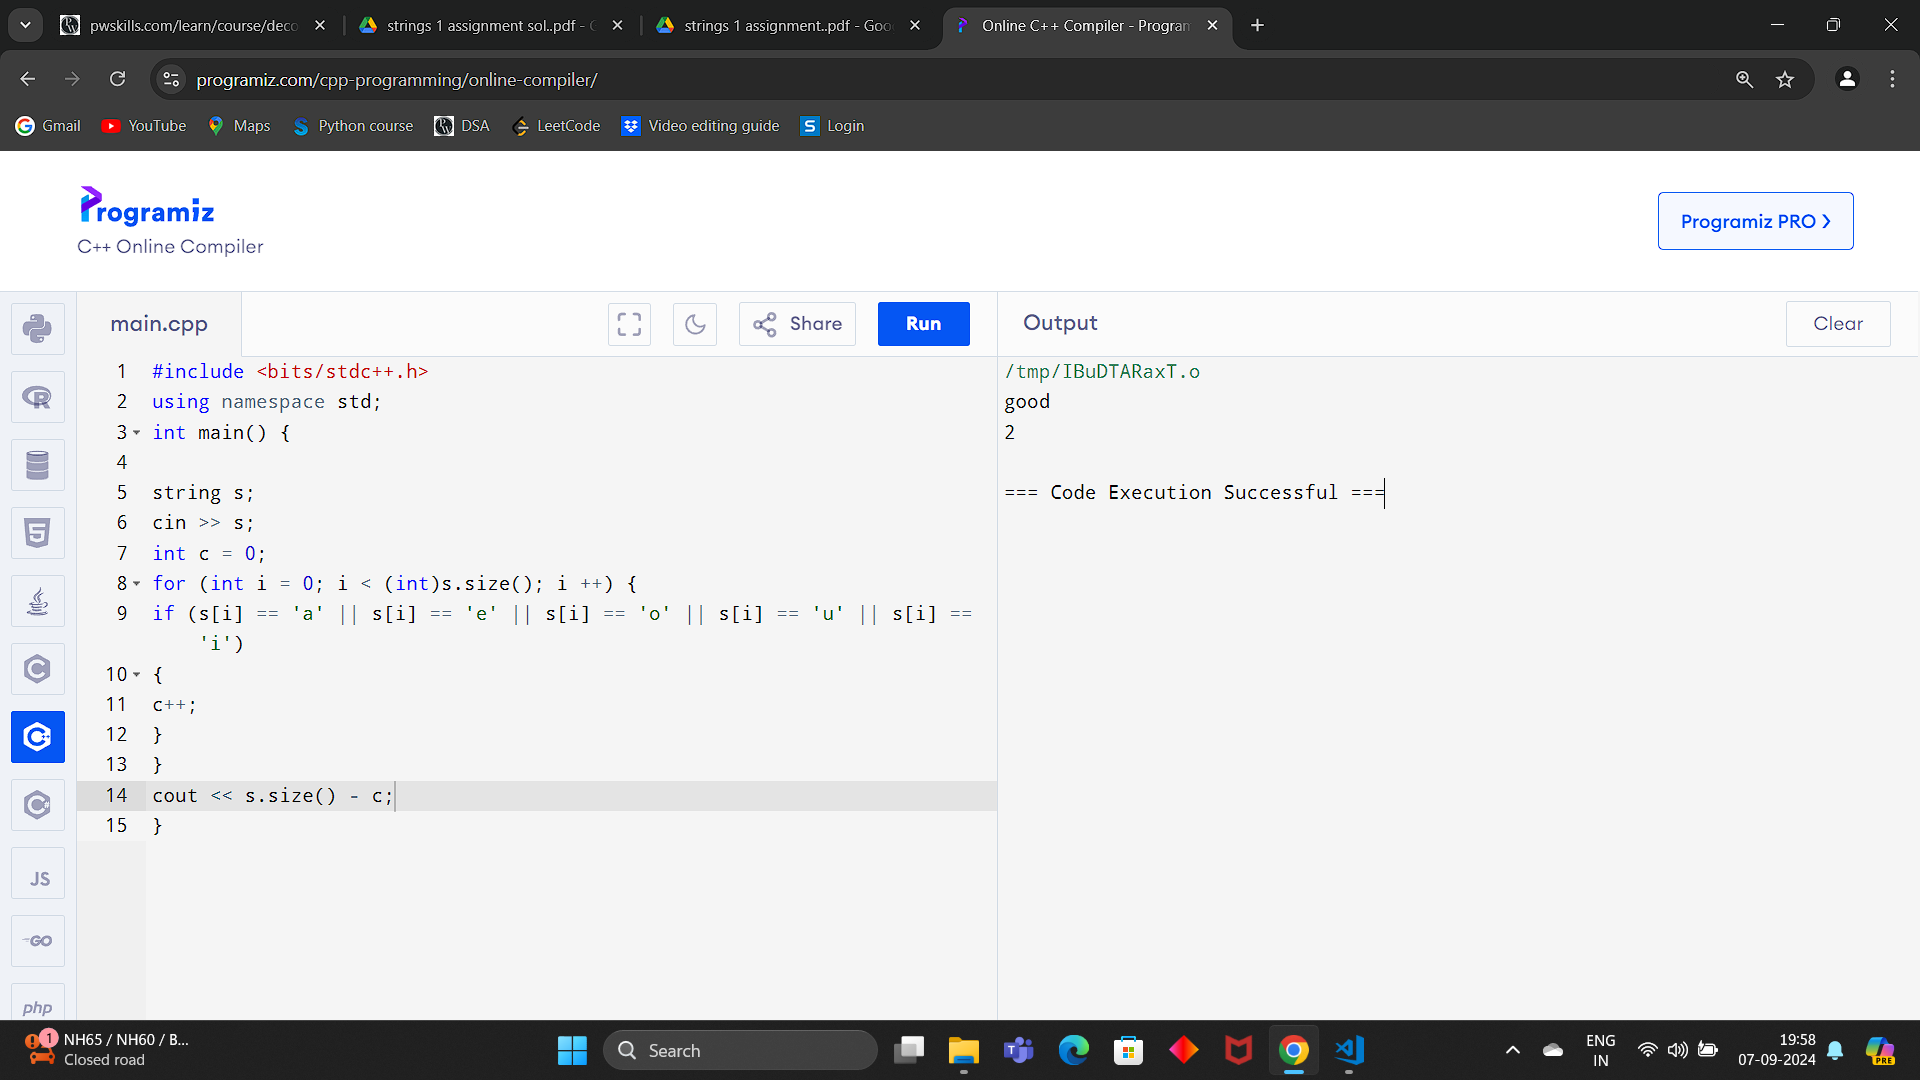 pwskills.com/learn/course/deco
strings 1 assignment sol..pdf - G
strings 1 assignment..pdf - Goo
Online C++ Compiler - Program
programiz.com/cpp-programming/online-compiler/
Gmail
YouTube
Maps
Python course
DSA
LeetCode
Video editing guide
S Login
Programiz
C++ Online Compiler
Programiz PRO >
main.cpp
Share
Run
Output
Clear
1 #include <bits/stdc++.h>
2 using namespace std;
3 int main() {
4
5 string s;
6 cin >> s;
7 int c = 0;
8 for (int i = 0; i < (int)s.size(); i ++) {
9 if (s[i] == 'a' || s[i] == 'e' || s[i] == 'o' || s[i] == 'u' || s[i] ==
'i')
10 {
11 c++;
12 }
13 }
14 cout << s.size() - c;
15 }
/tmp/IBuDTARaxT.o
good
2
=== Code Execution Successful ===
R
5
C
C
C#
JS
GO
php
1
NH65 / NH60 / B...
Closed road
Search
ENG
IN
19:58
07-09-2024
PRE